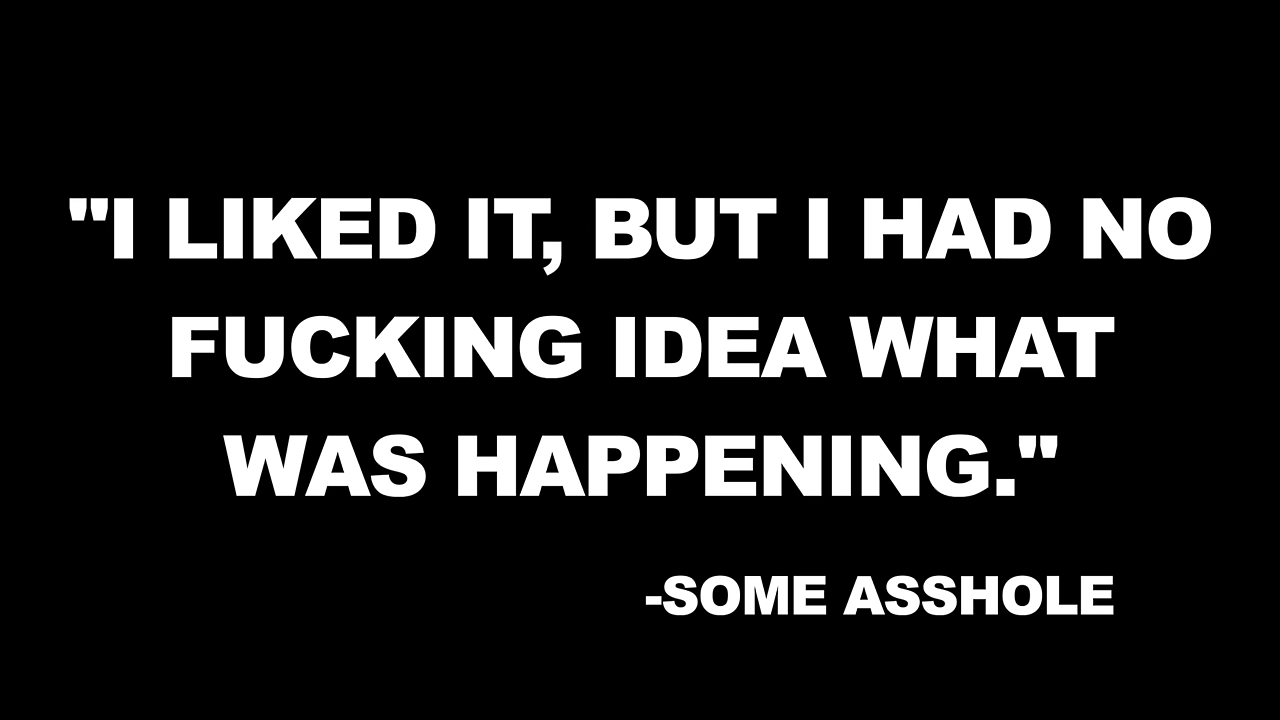 "I LIKED IT, BUT I HAD NO
FUCKING IDEA WHAT
WAS HAPPENING."
-SOME ASSHOLE